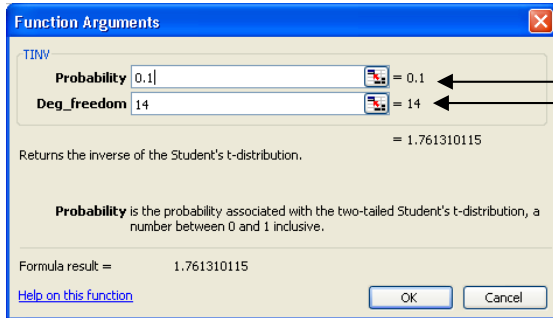 Function Arguments
TINV
Probability 0.1 = 0.1
Deg_freedom 14 = 14
= 1.761310115
Returns the inverse of the Student's t-distribution.
Probability is the probability associated with the two-tailed Student's t-distribution, a
number between 0 and 1 inclusive.
Formula result = 1.761310115
Help on this function OK Cancel